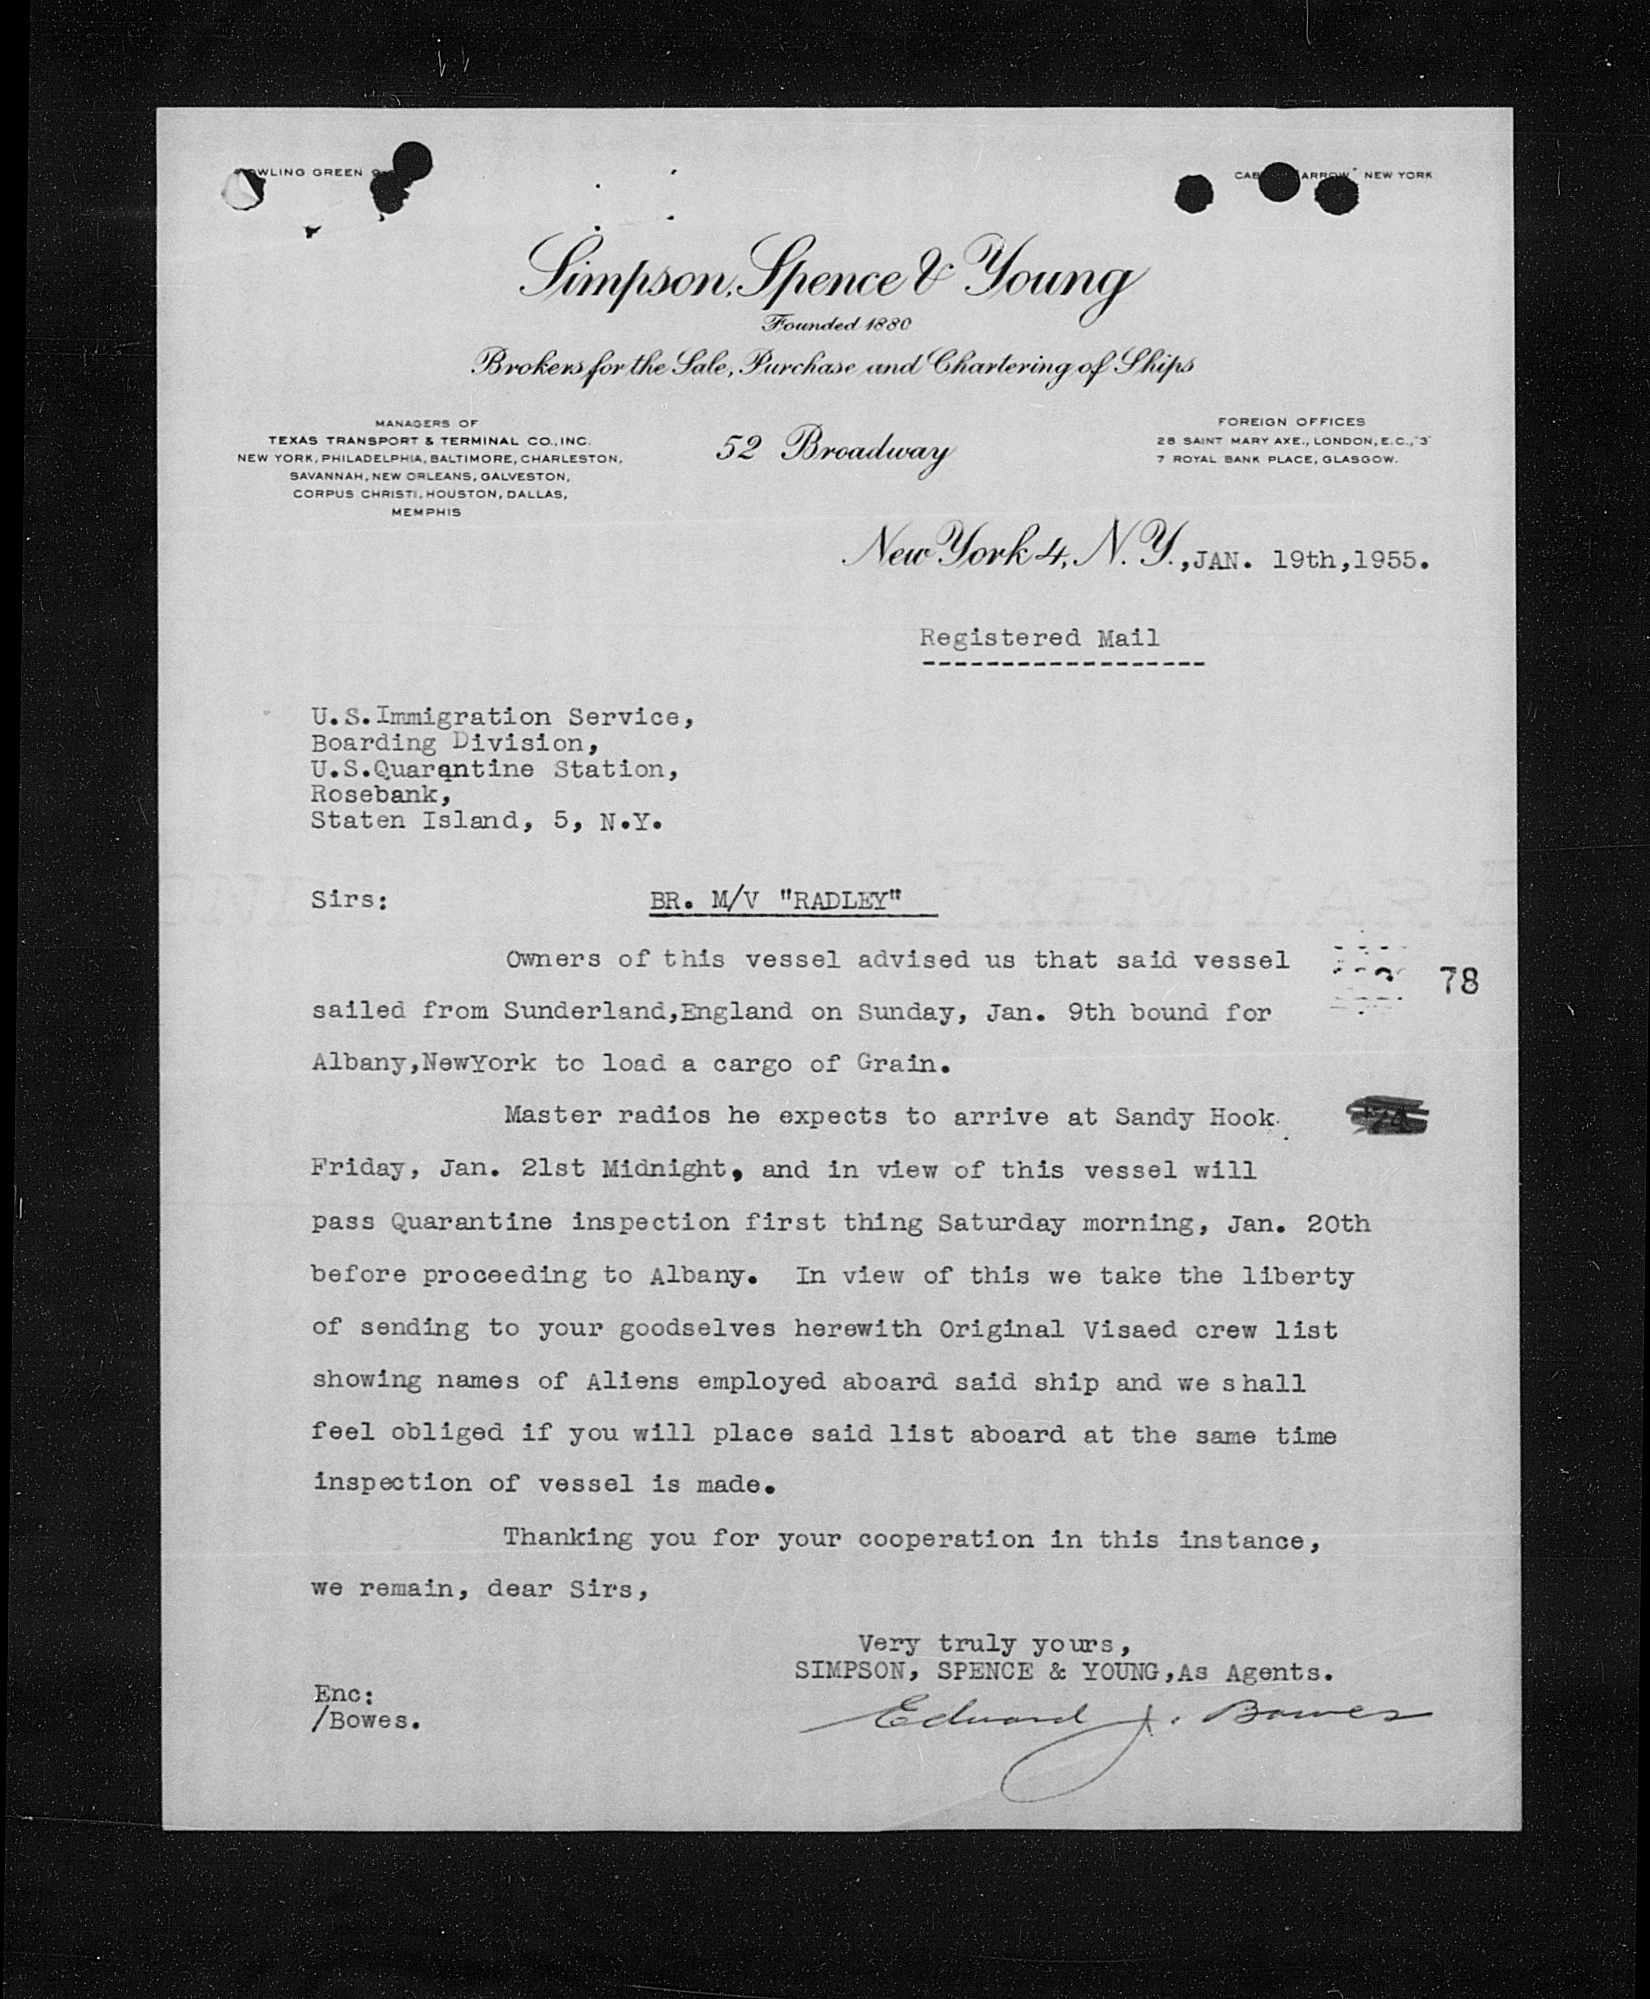 BOWLING GREEN
CABLE "ARROW" NEW YORK
Simpson, Spence & Young
Founded 1880
Brokers for the Sale, Purchase and Chartering of Ships
MANAGERS OF
TEXAS TRANSPORT & TERMINAL CO., INC.
NEW YORK, PHILADELPHIA, BALTIMORE, CHARLESTON,
SAVANNAH, NEW ORLEANS, GALVESTON,
CORPUS CHRISTI, HOUSTON, DALLAS,
MEMPHIS
52 Broadway
FOREIGN OFFICES
28 SAINT MARY AXE., LONDON, E.C., "3"
7 ROYAL BANK PLACE, GLASGOW.
New York 4, N. Y., JAN. 19th,1955.
Registered Mail
------------------
U.S.Immigration Service,
Boarding Division,
U.S.Quarantine Station,
Rosebank,
Staten Island, 5, N.Y.
Sirs: BR. M/V "RADLEY"
Owners of this vessel advised us that said vessel
78
sailed from Sunderland,England on Sunday, Jan. 9th bound for
Albany,NewYork to load a cargo of Grain.
Master radios he expects to arrive at Sandy Hook
Friday, Jan. 21st Midnight, and in view of this vessel will
pass Quarantine inspection first thing Saturday morning, Jan. 20th
before proceeding to Albany. In view of this we take the liberty
of sending to your goodselves herewith Original Visaed crew list
showing names of Aliens employed aboard said ship and we shall
feel obliged if you will place said list aboard at the same time
inspection of vessel is made.
Thanking you for your cooperation in this instance,
we remain, dear Sirs,
Very truly yours,
SIMPSON, SPENCE & YOUNG,As Agents.
Enc:
/Bowes.
Edward J. Bowes